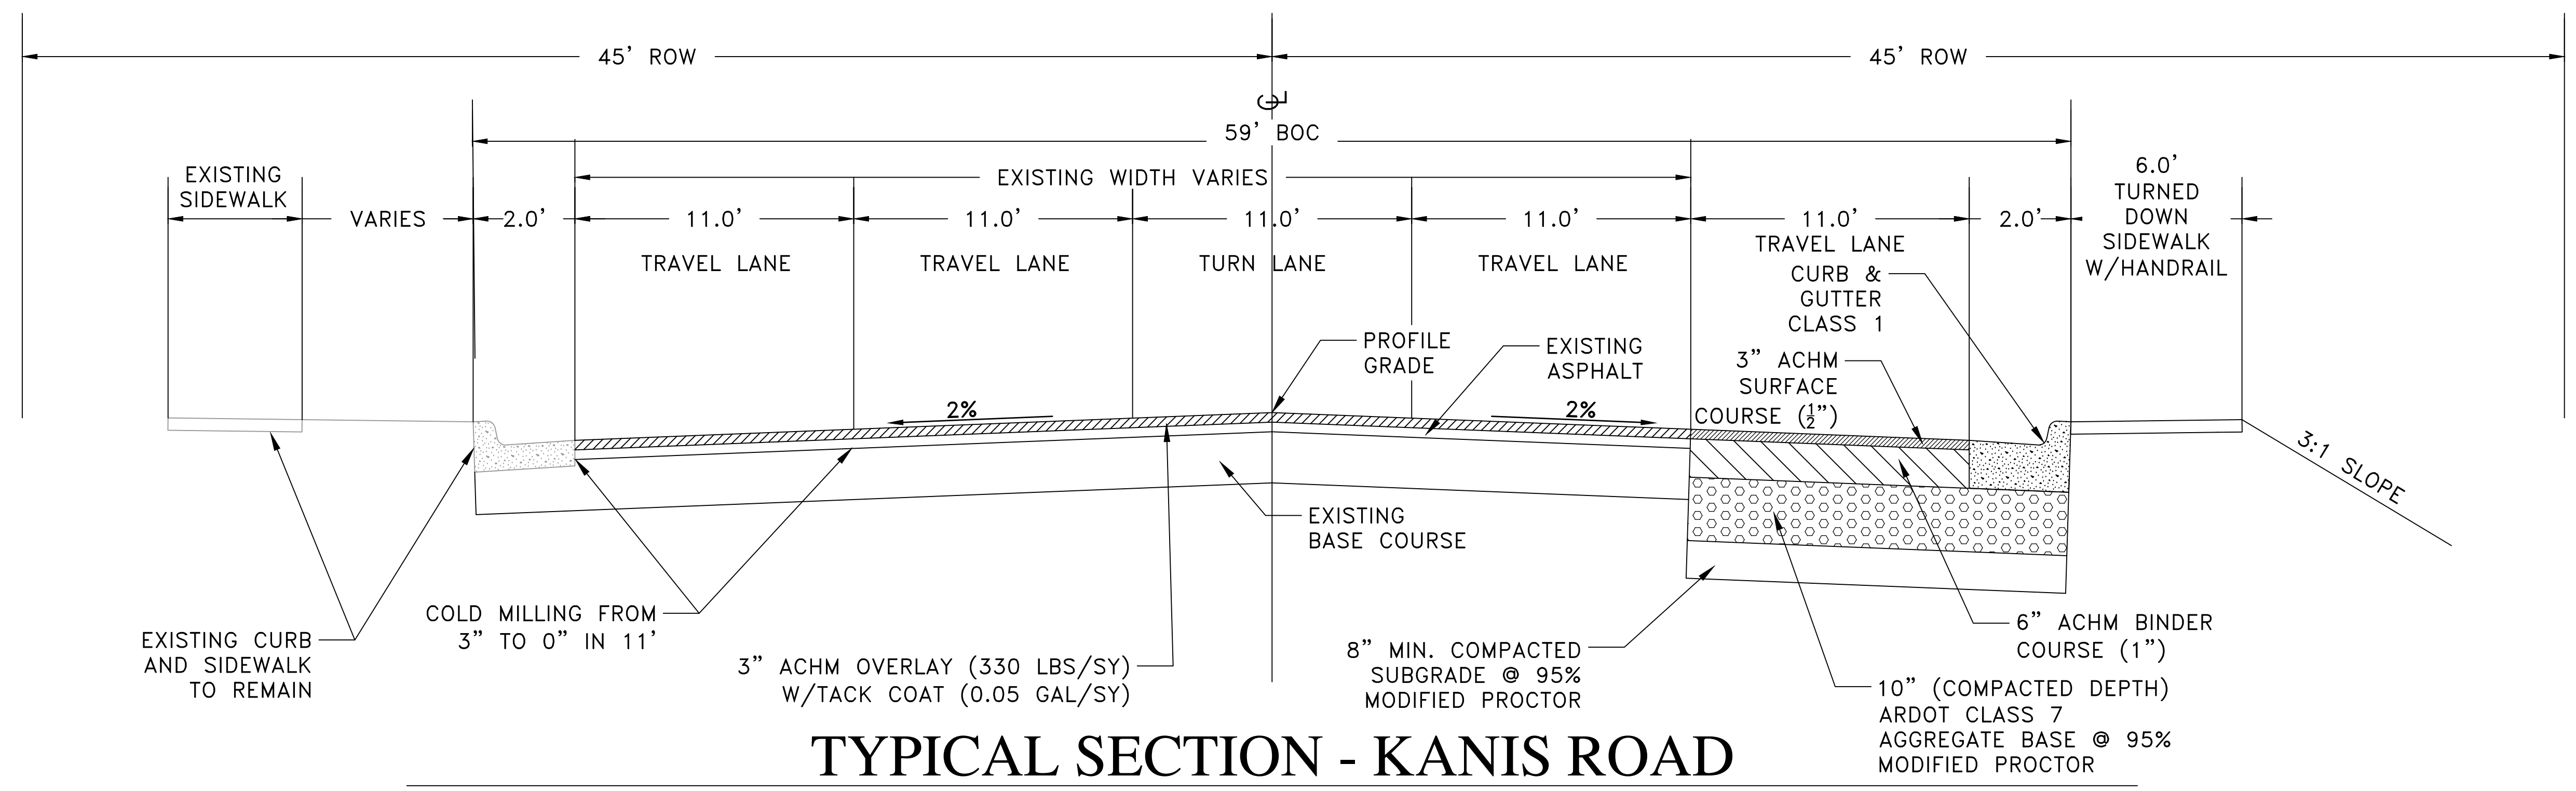 45' ROW
45' ROW
℄
59' BOC
EXISTING
SIDEWALK
EXISTING WIDTH VARIES
6.0'
TURNED
DOWN
SIDEWALK
W/HANDRAIL
VARIES
2.0'
11.0'
11.0'
11.0'
11.0'
11.0'
2.0'
TRAVEL LANE
TRAVEL LANE
TURN LANE
TRAVEL LANE
TRAVEL LANE
CURB &
GUTTER
CLASS 1
PROFILE
GRADE
EXISTING
ASPHALT
3" ACHM
SURFACE
COURSE (½")
2%
2%
3:1 SLOPE
EXISTING
BASE COURSE
COLD MILLING FROM
3" TO 0" IN 11'
EXISTING CURB
AND SIDEWALK
TO REMAIN
3" ACHM OVERLAY (330 LBS/SY)
W/TACK COAT (0.05 GAL/SY)
8" MIN. COMPACTED
SUBGRADE @ 95%
MODIFIED PROCTOR
6" ACHM BINDER
COURSE (1")
10" (COMPACTED DEPTH)
ARDOT CLASS 7
AGGREGATE BASE @ 95%
MODIFIED PROCTOR
TYPICAL SECTION - KANIS ROAD